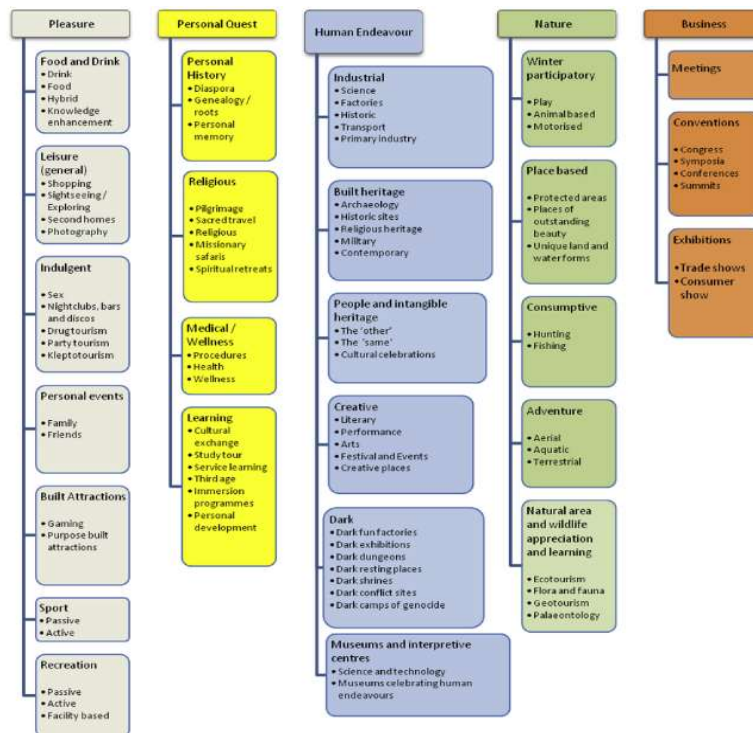 Pleasure
Food and Drink
• Drink
• Food
• Hybrid
• Knowledge
enhancement
Leisure
(general)
• Shopping
• Sightseeing /
Exploring
• Second homes
• Photography
Indulgent
• Sex
• Nightclubs, bars
and discos
• Drug tourism
• Party tourism
• Kleptotourism
Personal events
• Family
• Friends
Built Attractions
• Gaming
• Purpose built
attractions
Sport
• Passive
• Active
Recreation
• Passive
• Active
• Facility based
Personal Quest
Personal
History
• Diaspora
• Genealogy /
roots
• Personal
memory
Religious
• Pilgrimage
• Sacred travel
• Religious
• Missionary
safaris
• Spiritual retreats
Medical /
Wellness
• Procedures
• Health
• Wellness
Learning
• Cultural
exchange
• Study tour
• Service learning
• Third age
• Immersion
programmes
• Personal
development
Human Endeavour
Industrial
• Science
• Factories
• Historic
• Transport
• Primary industry
Built heritage
• Archaeology
• Historic sites
• Religious heritage
• Military
• Contemporary
People and intangible
heritage
• The 'other'
• The 'same'
• Cultural celebrations
Creative
• Literary
• Performance
• Arts
• Festival and Events
• Creative places
Dark
• Dark fun factories
• Dark exhibitions
• Dark dungeons
• Dark resting places
• Dark shrines
• Dark conflict sites
• Dark camps of genocide
Museums and interpretive
centres
• Science and technology
• Museums celebrating human
endeavours
Nature
Winter
participatory
• Play
• Animal based
• Motorised
Place based
• Protected areas
• Places of
outstanding
beauty
• Unique land and
water forms
Consumptive
• Hunting
• Fishing
Adventure
• Aerial
• Aquatic
• Terrestrial
Natural area
and wildlife
appreciation
and learning
• Ecotourism
• Flora and fauna
• Geotourism
• Palaeontology
Business
Meetings
Conventions
• Congress
• Symposia
• Conferences
• Summits
Exhibitions
• Trade shows
• Consumer
show